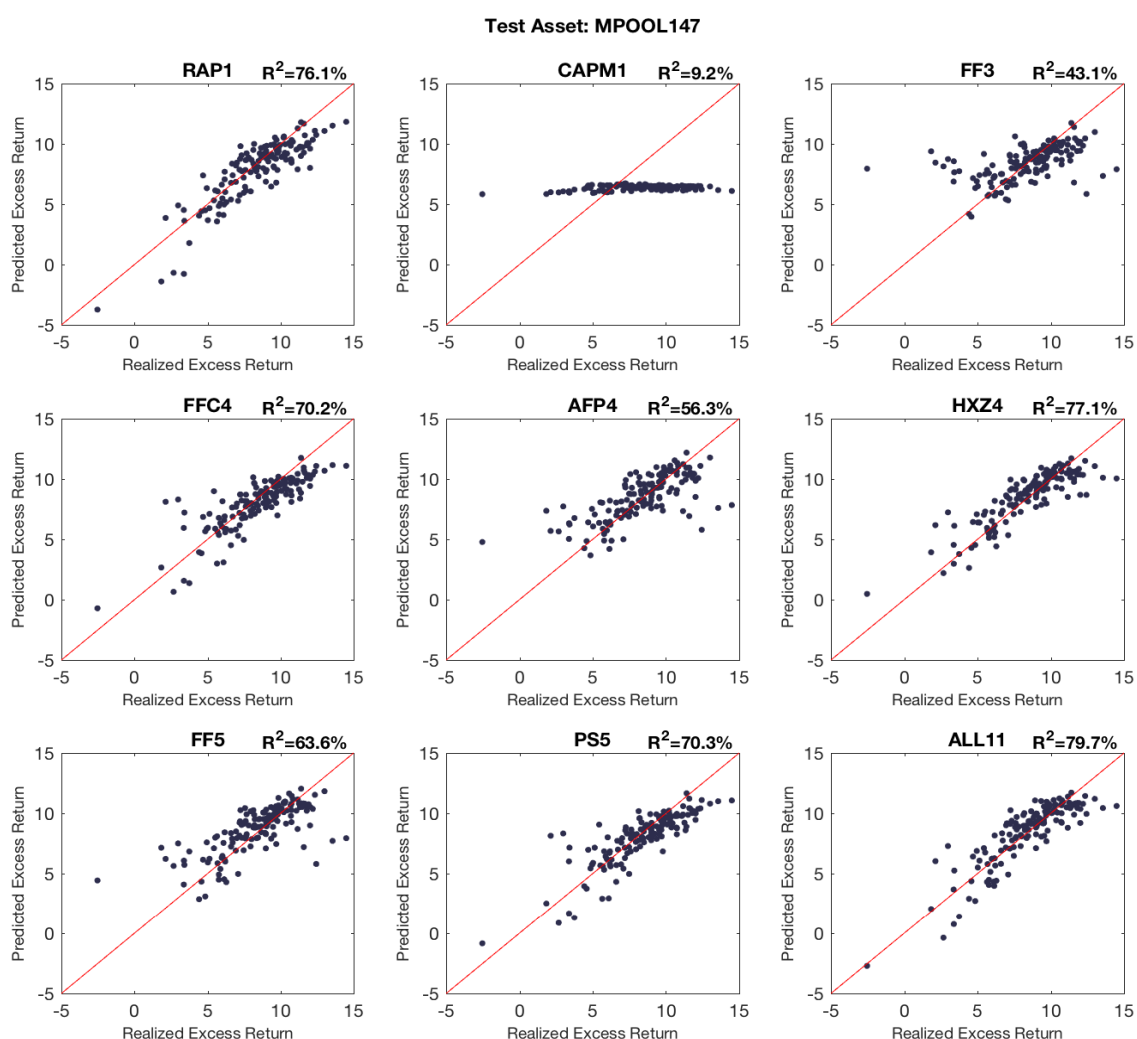 Test Asset: MPOOL147
RAP1 R²=76.1%
15
10
5
0
-5
Predicted Excess Return
-5 0 5 10 15
Realized Excess Return
CAPM1 R²=9.2%
15
10
5
0
-5
Predicted Excess Return
-5 0 5 10 15
Realized Excess Return
FF3 R²=43.1%
15
10
5
0
-5
Predicted Excess Return
-5 0 5 10 15
Realized Excess Return
FFC4 R²=70.2%
15
10
5
0
-5
Predicted Excess Return
-5 0 5 10 15
Realized Excess Return
AFP4 R²=56.3%
15
10
5
0
-5
Predicted Excess Return
-5 0 5 10 15
Realized Excess Return
HXZ4 R²=77.1%
15
10
5
0
-5
Predicted Excess Return
-5 0 5 10 15
Realized Excess Return
FF5 R²=63.6%
15
10
5
0
-5
Predicted Excess Return
-5 0 5 10 15
Realized Excess Return
PS5 R²=70.3%
15
10
5
0
-5
Predicted Excess Return
-5 0 5 10 15
Realized Excess Return
ALL11 R²=79.7%
15
10
5
0
-5
Predicted Excess Return
-5 0 5 10 15
Realized Excess Return